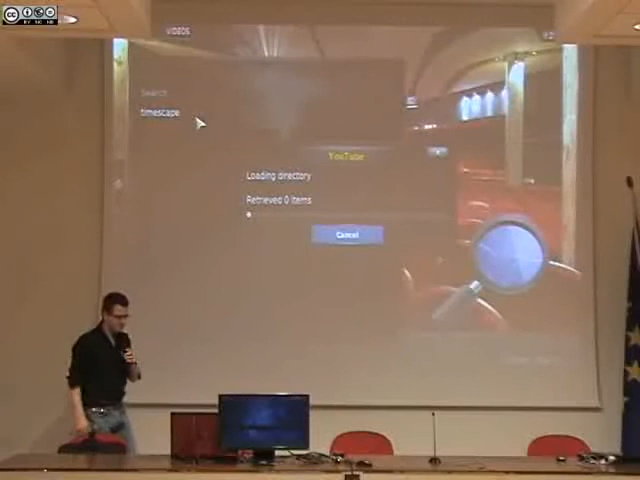 VIDEOS
Search
timescape
YouTube
Loading directory
Retrieved 0 items
Cancel